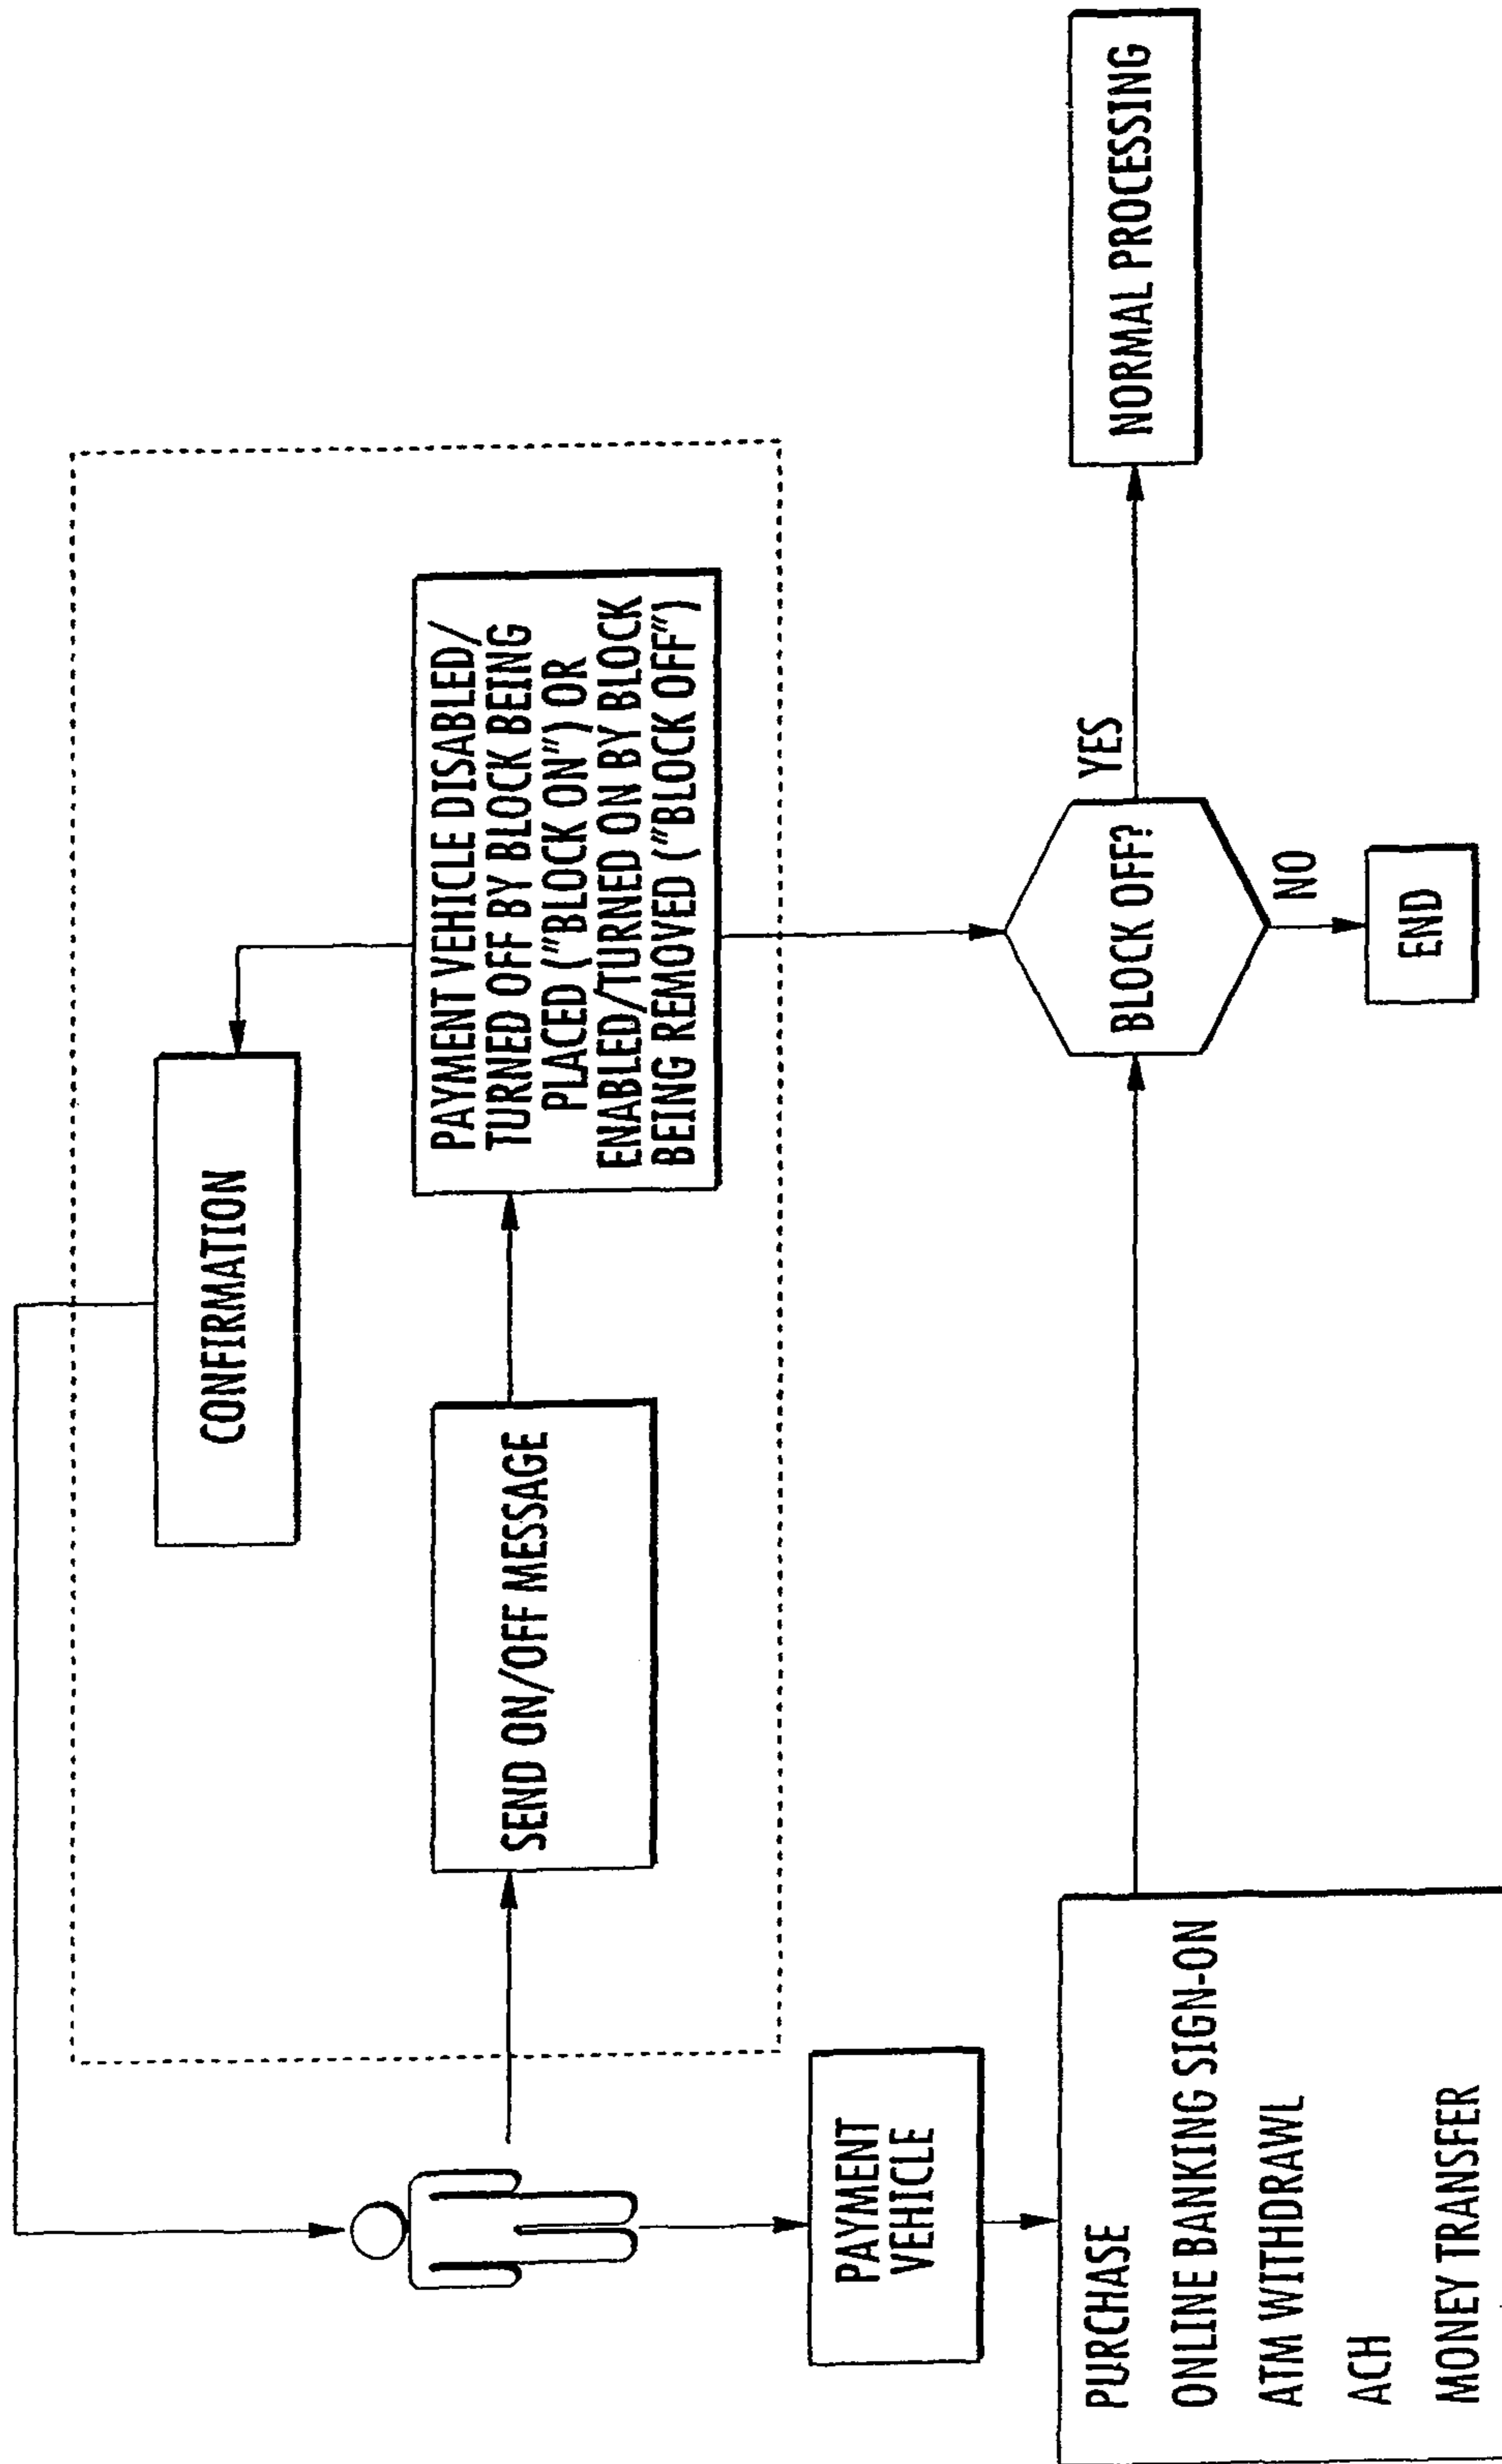 CONFIRMATION
SEND ON/OFF MESSAGE
PAYMENT VEHICLE DISABLED/
TURNED OFF BY BLOCK BEING
PLACED ("BLOCK ON") OR
ENABLED/TURNED ON BY BLOCK
BEING REMOVED ("BLOCK OFF")
PAYMENT
VEHICLE
PURCHASE
ONLINE BANKING SIGN-ON
ATM WITHDRAWL
ACH
MONEY TRANSFER
BLOCK OFF?
YES
NORMAL PROCESSING
NO
END